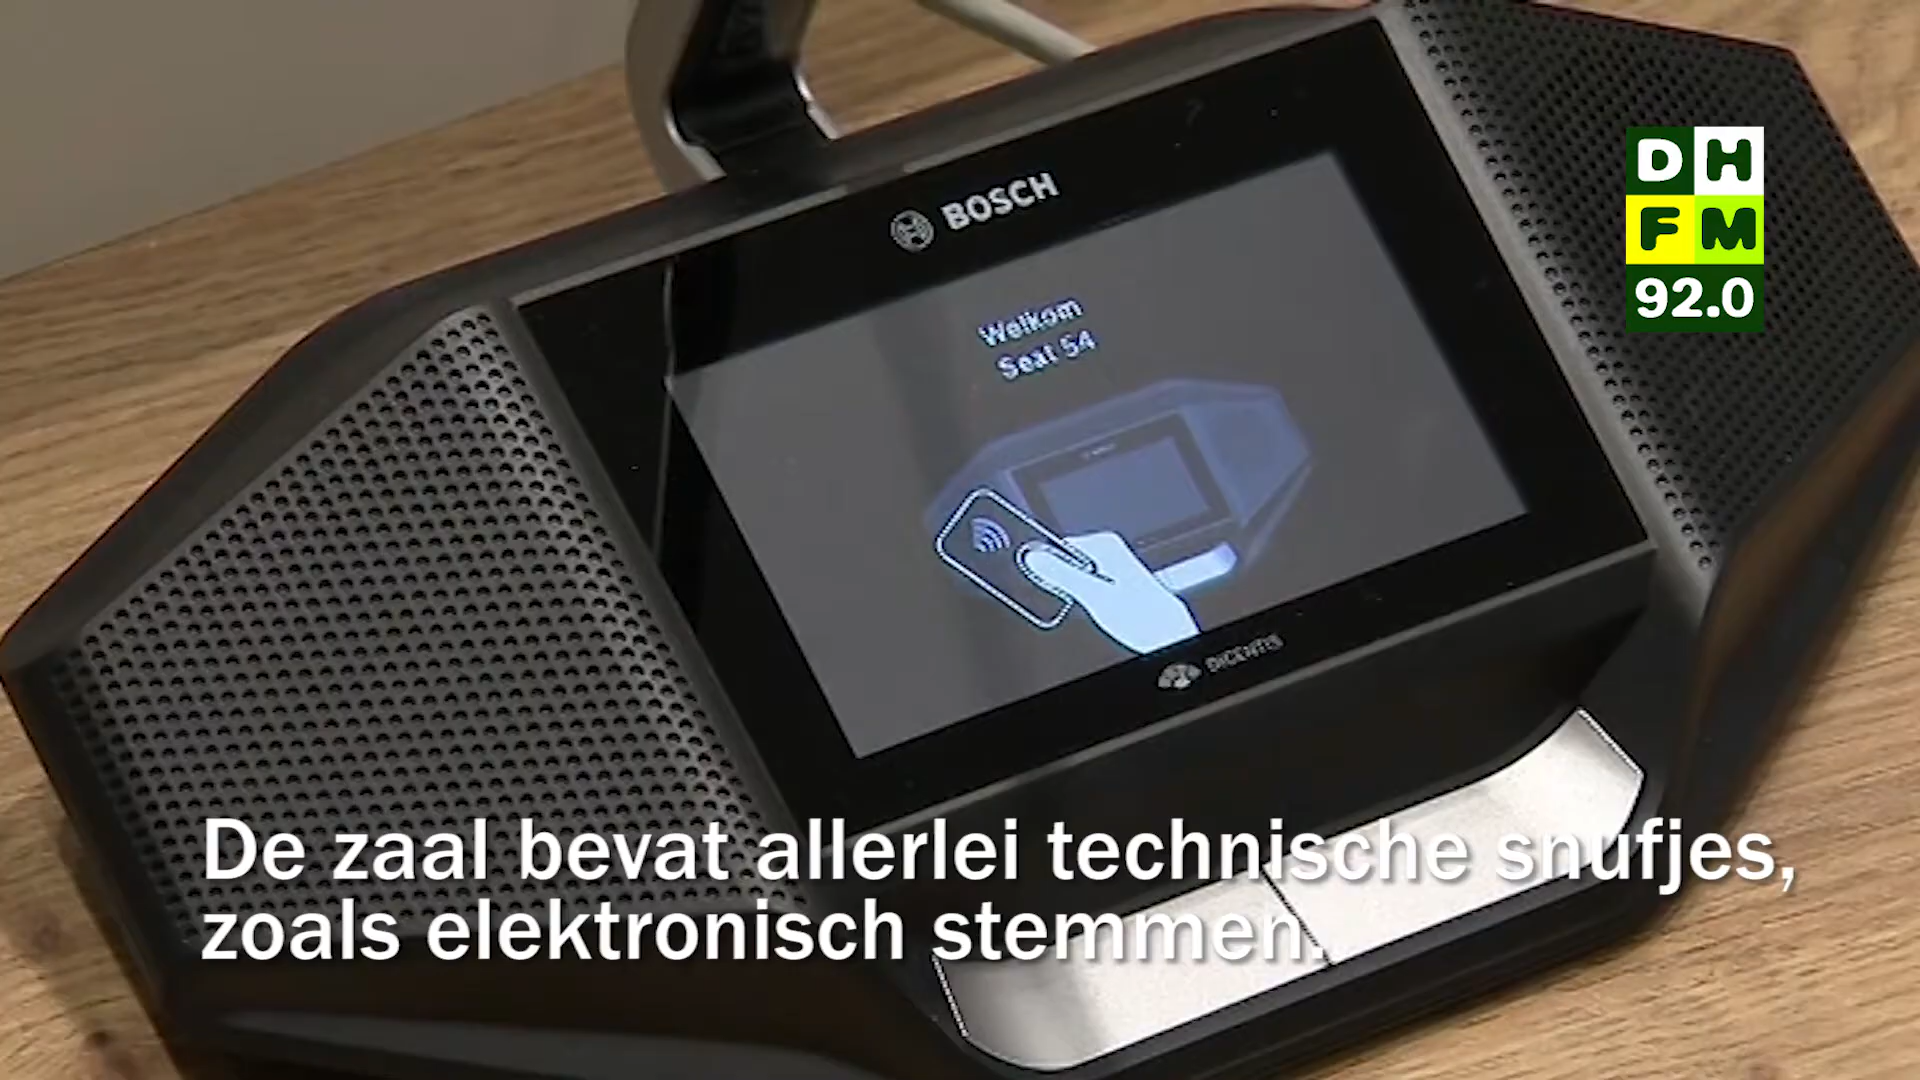 BOSCH
Welkom
Seat 54
DICENTIS
DH
FM
92.0
De zaal bevat allerlei technische snufjes,
zoals elektronisch stemmen.